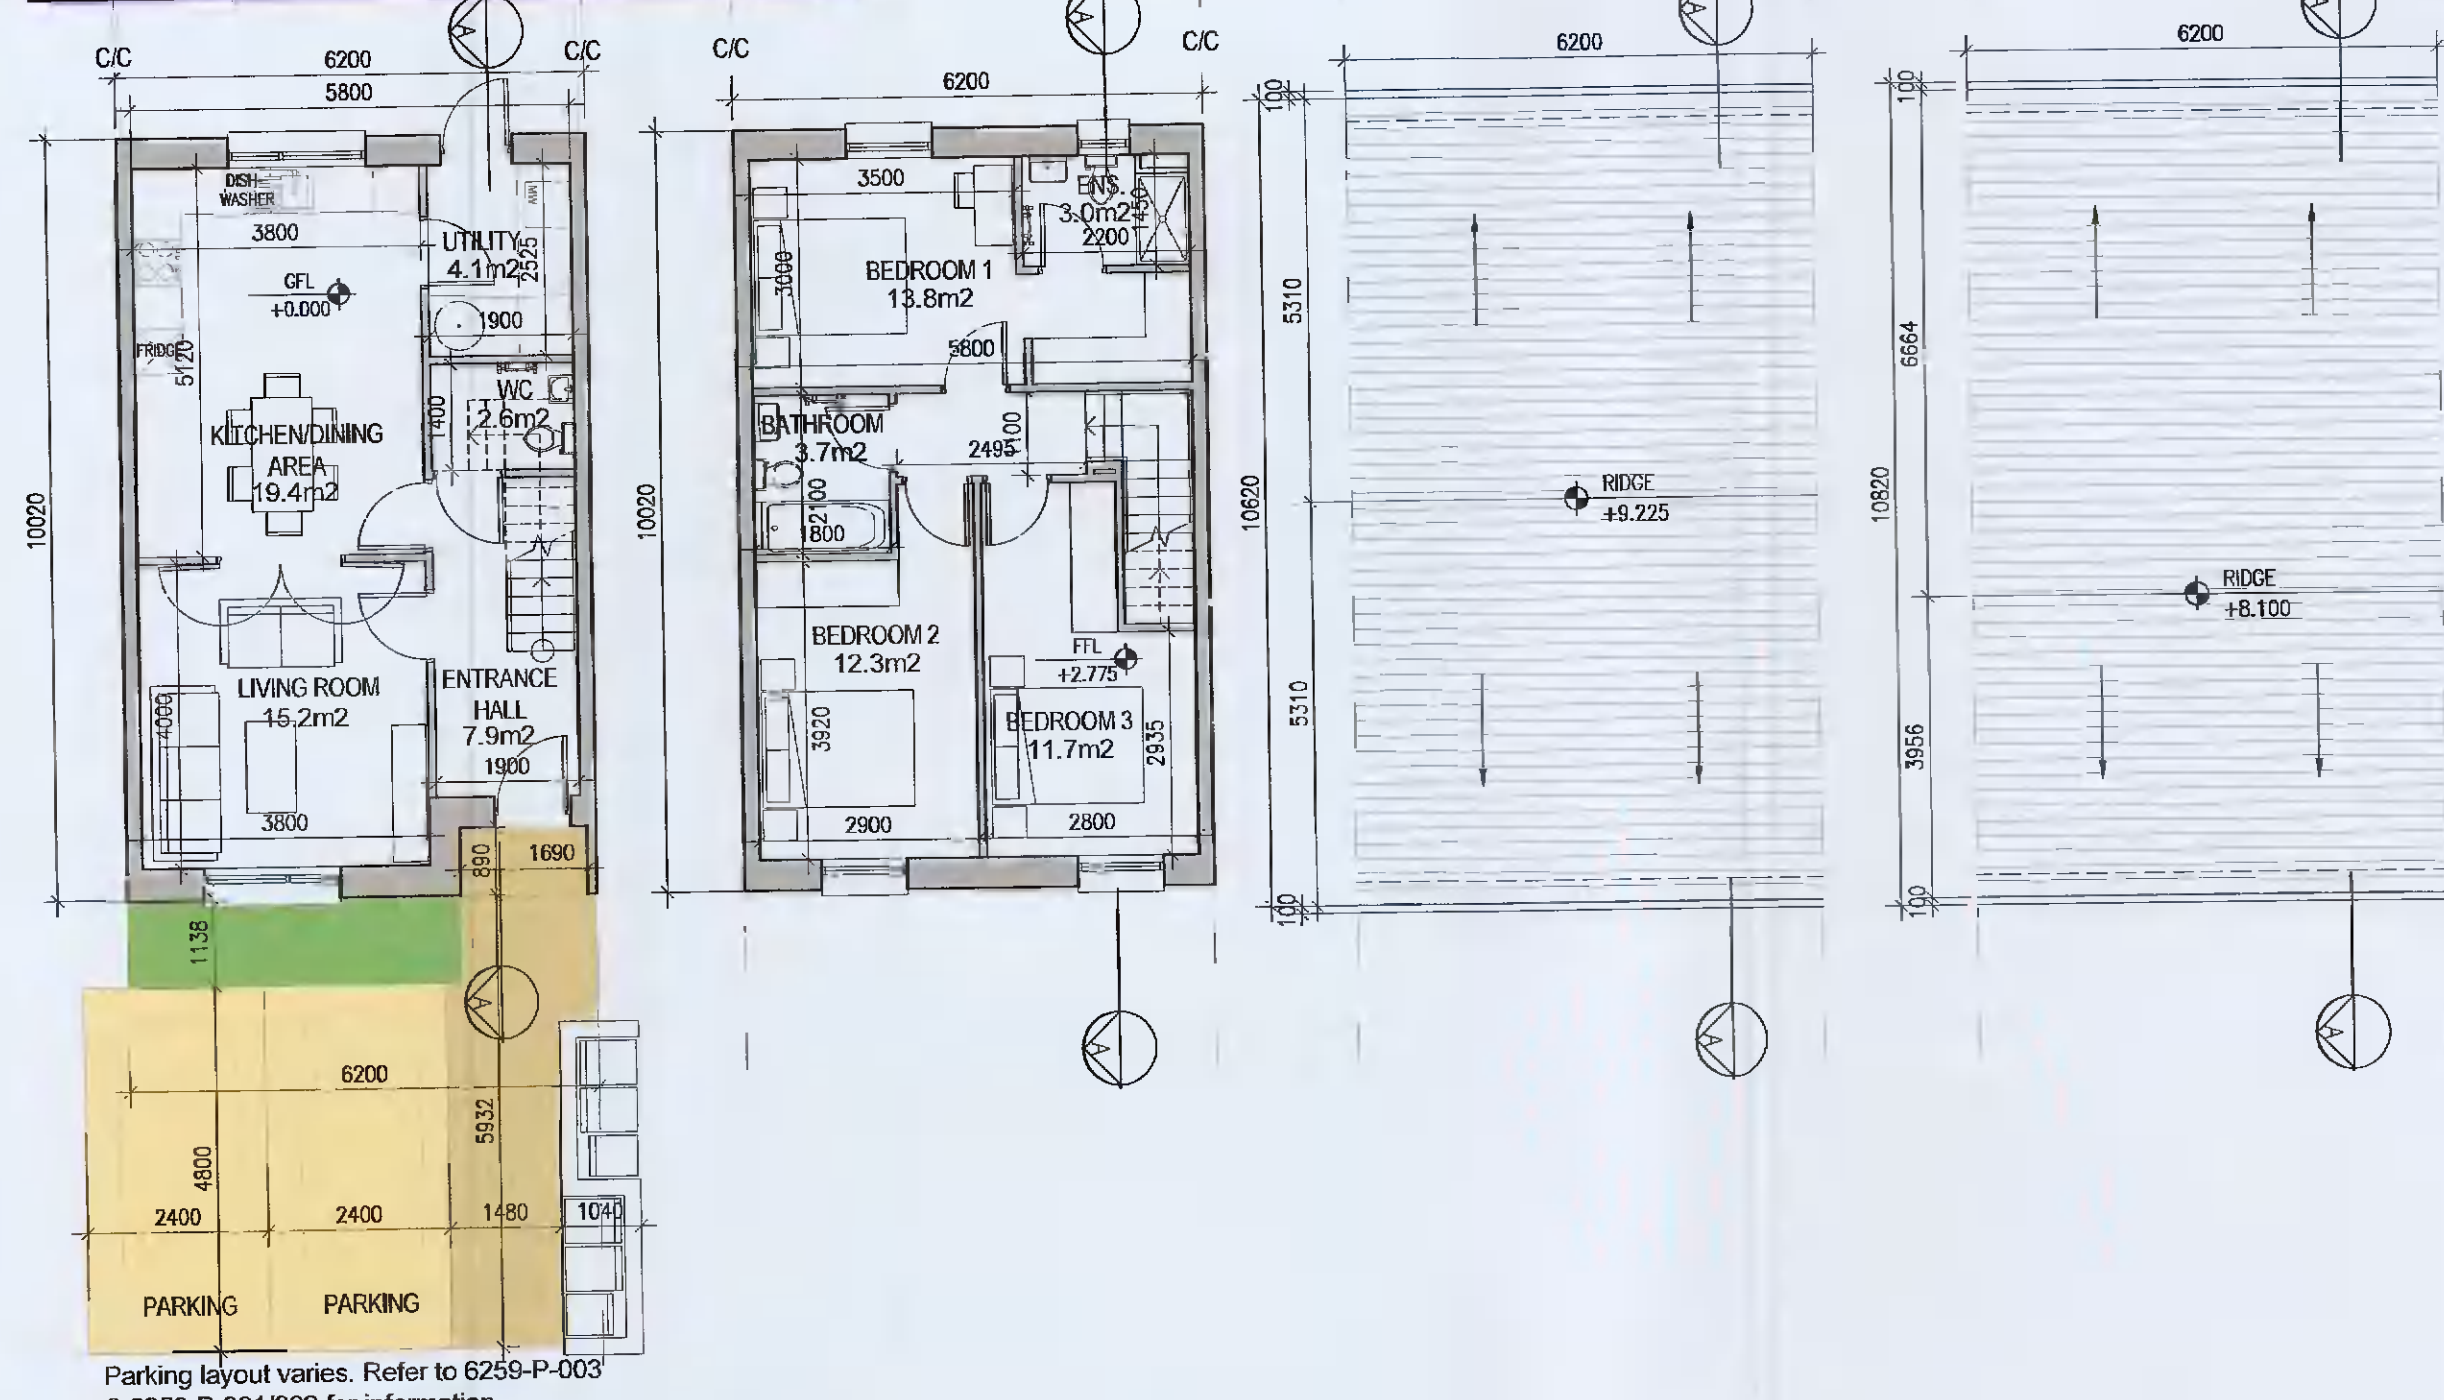 C/C
6200
C/C
5800
10020
DISH-
WASHER
MW
3800
UTILITY
4.1m2
2525
GFL
+0.000
1900
FRIDGE
5120
WC
2.6m2
1400
KITCHEN/DINING
AREA
19.4m2
LIVING ROOM
15.2m2
4000
ENTRANCE
HALL
7.9m2
1900
3800
890
1690
1138
A
A
6200
5932
4800
2400
2400
1480
1040
PARKING
PARKING
Parking layout varies. Refer to 6259-P-003
C/C
C/C
6200
A
10020
3500
ENS.
3.0m2
1450
2200
3000
BEDROOM 1
13.8m2
5800
BATHROOM
3.7m2
2495
2100
1800
BEDROOM 2
12.3m2
FFL
+2.775
3920
BEDROOM 3
11.7m2
2935
2900
2800
A
6200
A
100
5310
10620
RIDGE
+9.225
5310
100
A
6200
A
100
6664
10820
RIDGE
+8.100
3956
100
A